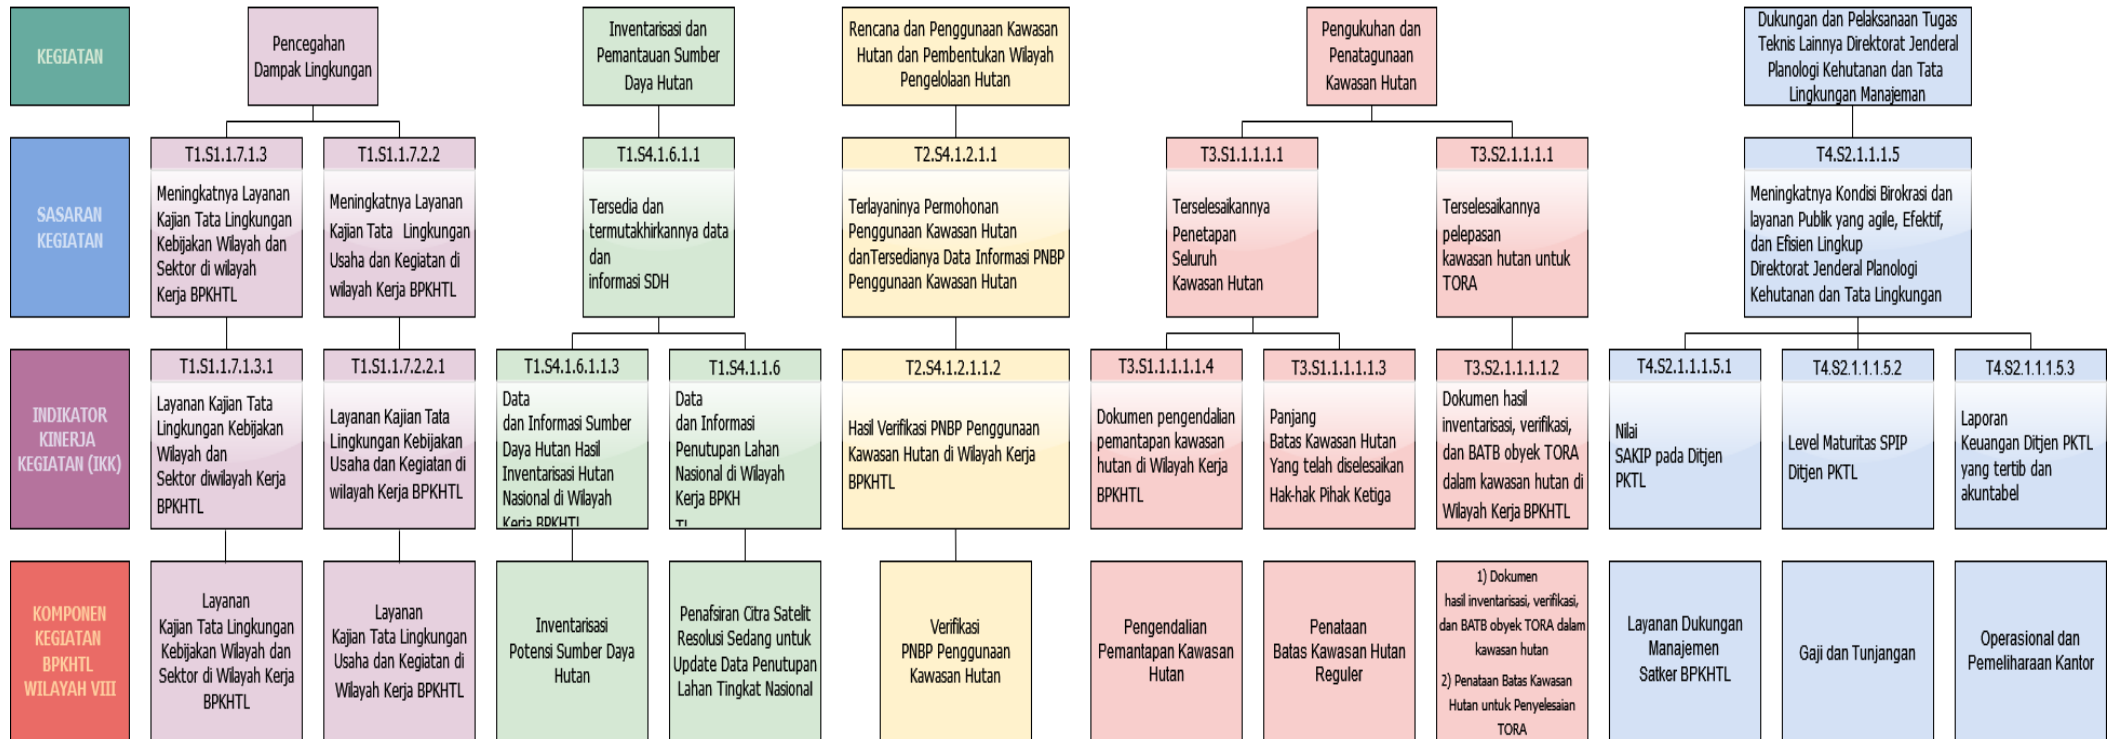 KEGIATAN
Pencegahan
Dampak Lingkungan
Inventarisasi dan
Pemantauan Sumber
Daya Hutan
Rencana dan Penggunaan Kawasan
Hutan dan Pembentukan Wilayah
Pengelolaan Hutan
Pengukuhan dan
Penatagunaan
Kawasan Hutan
Dukungan dan Pelaksanaan Tugas
Teknis Lainnya Direktorat Jenderal
Planologi Kehutanan dan Tata
Lingkungan Manajeman
SASARAN
KEGIATAN
T1.S1.1.7.1.3
Meningkatnya Layanan
Kajian Tata Lingkungan
Kebijakan Wilayah dan
Sektor di wilayah
Kerja BPKHTL
T1.S1.1.7.2.2
Meningkatnya Layanan
Kajian Tata Lingkungan
Usaha dan Kegiatan di
wilayah Kerja BPKHTL
T1.S4.1.6.1.1
Tersedia dan
termutakhirkannya data
dan
informasi SDH
T2.S4.1.2.1.1
Terlayaninya Permohonan
Penggunaan Kawasan Hutan
danTersedianya Data Informasi PNBP
Penggunaan Kawasan Hutan
T3.S1.1.1.1.1
Terselesaikannya
Penetapan
Seluruh
Kawasan Hutan
T3.S2.1.1.1.1
Terselesaikannya
pelepasan
kawasan hutan untuk
TORA
T4.S2.1.1.1.5
Meningkatnya Kondisi Birokrasi dan
layanan Publik yang agile, Efektif,
dan Efisien Lingkup
Direktorat Jenderal Planologi
Kehutanan dan Tata Lingkungan
INDIKATOR
KINERJA
KEGIATAN (IKK)
T1.S1.1.7.1.3.1
Layanan Kajian Tata
Lingkungan Kebijakan
Wilayah dan
Sektor diwilayah Kerja
BPKHTL
T1.S1.1.7.2.2.1
Layanan Kajian Tata
Lingkungan Kebijakan
Usaha dan Kegiatan di
wilayah Kerja BPKHTL
T1.S4.1.6.1.1.3
Data
dan Informasi Sumber
Daya Hutan Hasil
Inventarisasi Hutan
Nasional di Wilayah
Kerja BPKHTL
T1.S4.1.1.6
Data
dan Informasi
Penutupan Lahan
Nasional di Wilayah
Kerja BPKH
TL
T2.S4.1.2.1.1.2
Hasil Verifikasi PNBP Penggunaan
Kawasan Hutan di Wilayah Kerja
BPKHTL
T3.S1.1.1.1.1.4
Dokumen pengendalian
pemantapan kawasan
hutan di Wilayah Kerja
BPKHTL
T3.S1.1.1.1.1.3
Panjang
Batas Kawasan Hutan
Yang telah diselesaikan
Hak-hak Pihak Ketiga
T3.S2.1.1.1.1.2
Dokumen hasil
inventarisasi, verifikasi,
dan BATB obyek TORA
dalam kawasan hutan di
Wilayah Kerja BPKHTL
T4.S2.1.1.1.5.1
Nilai
SAKIP pada Ditjen
PKTL
T4.S2.1.1.1.5.2
Level Maturitas SPIP
Ditjen PKTL
T4.S2.1.1.1.5.3
Laporan
Keuangan Ditjen PKTL
yang tertib dan
akuntabel
KOMPONEN
KEGIATAN
BPKHTL
WILAYAH VIII
Layanan
Kajian Tata Lingkungan
Kebijakan Wilayah dan
Sektor di Wilayah Kerja
BPKHTL
Layanan
Kajian Tata Lingkungan
Usaha dan Kegiatan di
Wilayah Kerja BPKHTL
Inventarisasi
Potensi Sumber Daya
Hutan
Penafsiran Citra Satelit
Resolusi Sedang untuk
Update Data Penutupan
Lahan Tingkat Nasional
Verifikasi
PNBP Penggunaan
Kawasan Hutan
Pengendalian
Pemantapan Kawasan
Hutan
Penataan
Batas Kawasan Hutan
Reguler
1) Dokumen
hasil inventarisasi, verifikasi,
dan BATB obyek TORA dalam
kawasan hutan
2) Penataan Batas Kawasan
Hutan untuk Penyelesaian
TORA
Layanan Dukungan
Manajemen
Satker BPKHTL
Gaji dan Tunjangan
Operasional dan
Pemeliharaan Kantor